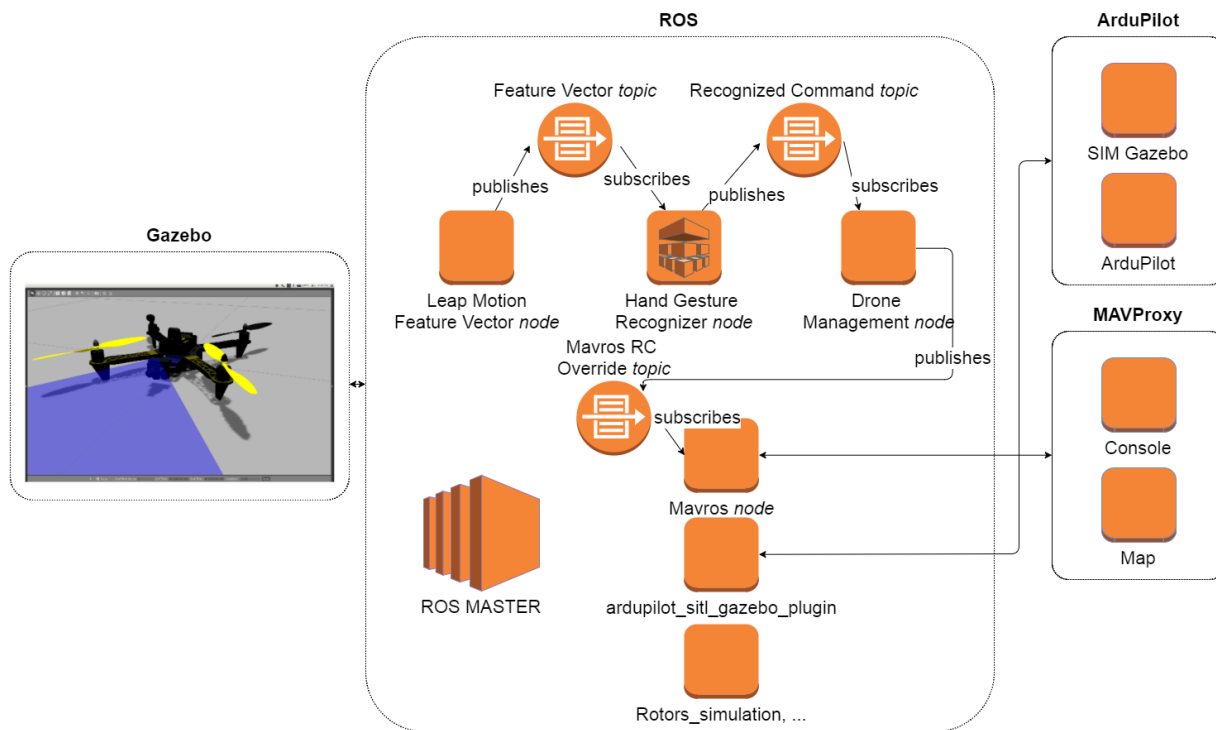 ROS
ArduPilot
Feature Vector topic
Recognized Command topic
SIM Gazebo
publishes
subscribes
publishes
subscribes
Gazebo
ArduPilot
Leap Motion
Feature Vector node
Hand Gesture
Recognizer node
Drone
Management node
MAVProxy
Mavros RC
Override topic
publishes
subscribes
Console
Mavros node
Map
ROS MASTER
ardupilot_sitl_gazebo_plugin
Rotors_simulation, ...